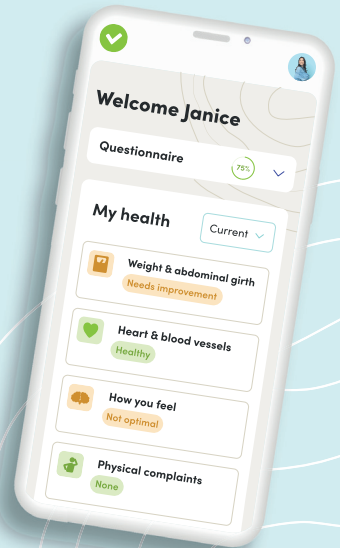 Welcome Janice
Questionnaire
75%
My health
Current
Weight & abdominal girth
Needs improvement
Heart & blood vessels
Healthy
How you feel
Not optimal
Physical complaints
None